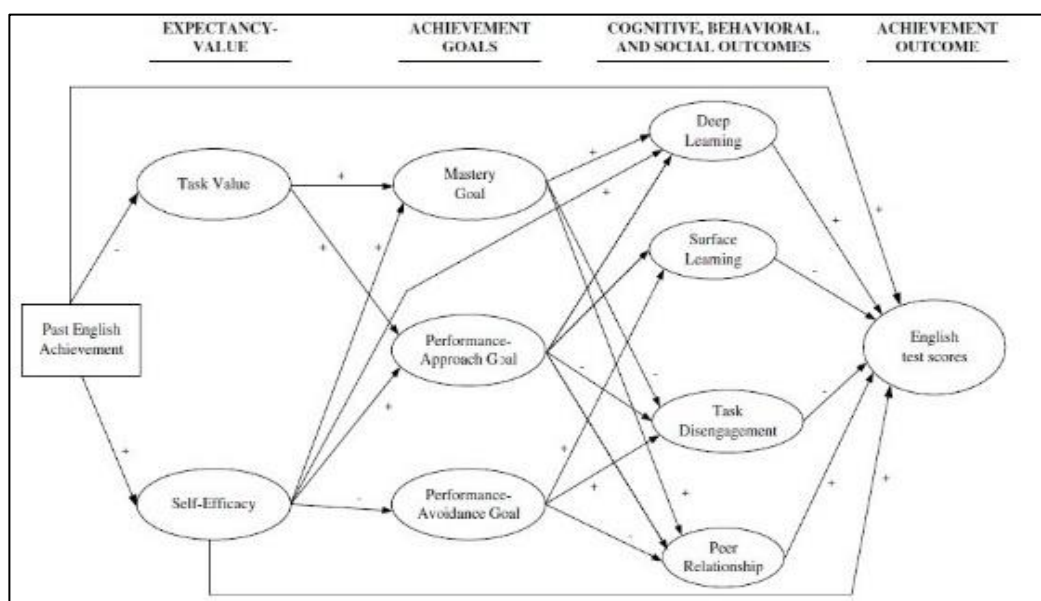 EXPECTANCY-
VALUE
ACHIEVEMENT
GOALS
COGNITIVE, BEHAVIORAL,
AND SOCIAL OUTCOMES
ACHIEVEMENT
OUTCOME
Deep
Learning
Task Value
Mastery
Goal
Surface
Learning
Past English
Achievement
Performance-
Approach Goal
English
test scores
Task
Disengagement
Self-Efficacy
Performance-
Avoidance Goal
Peer
Relationship
+
+
+
+
+
+
+
-
-
-
-
-
+
+
+
-
+
+
+
-
+
+